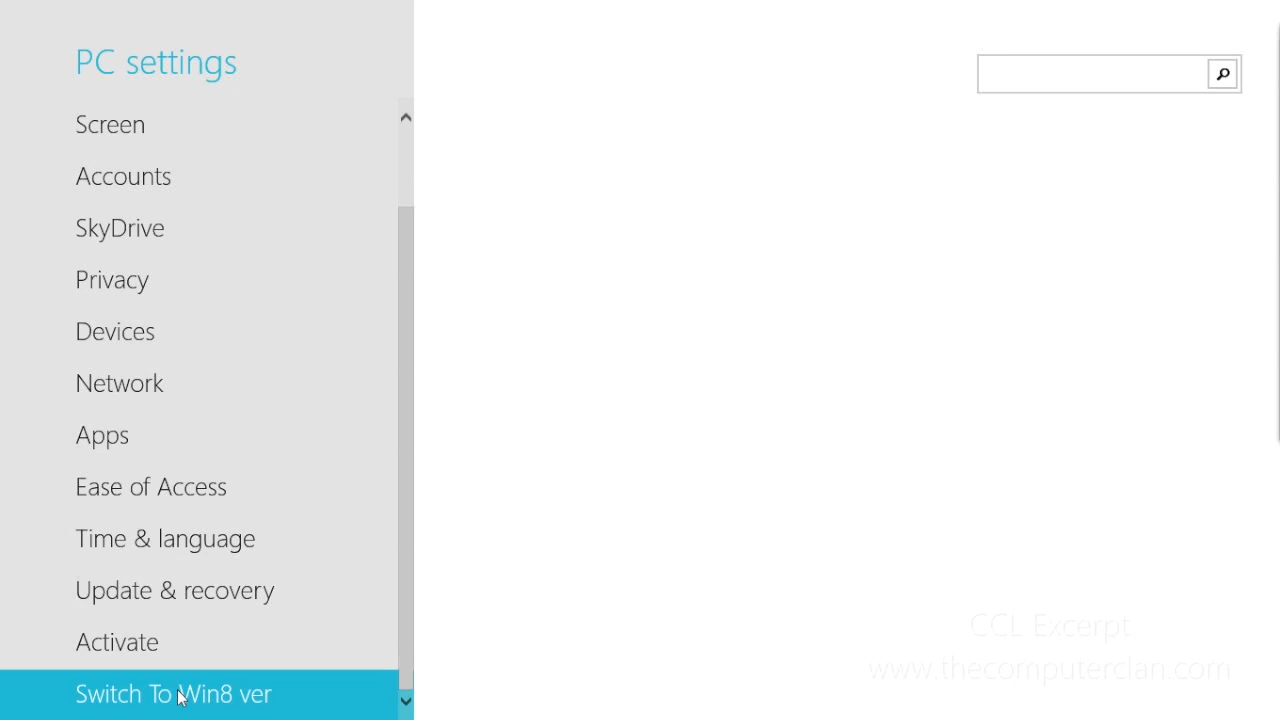 PC settings
Screen
Accounts
SkyDrive
Privacy
Devices
Network
Apps
Ease of Access
Time & language
Update & recovery
Activate
Switch To Win8 ver
CCL Excerpt
www.thecomputerclan.com